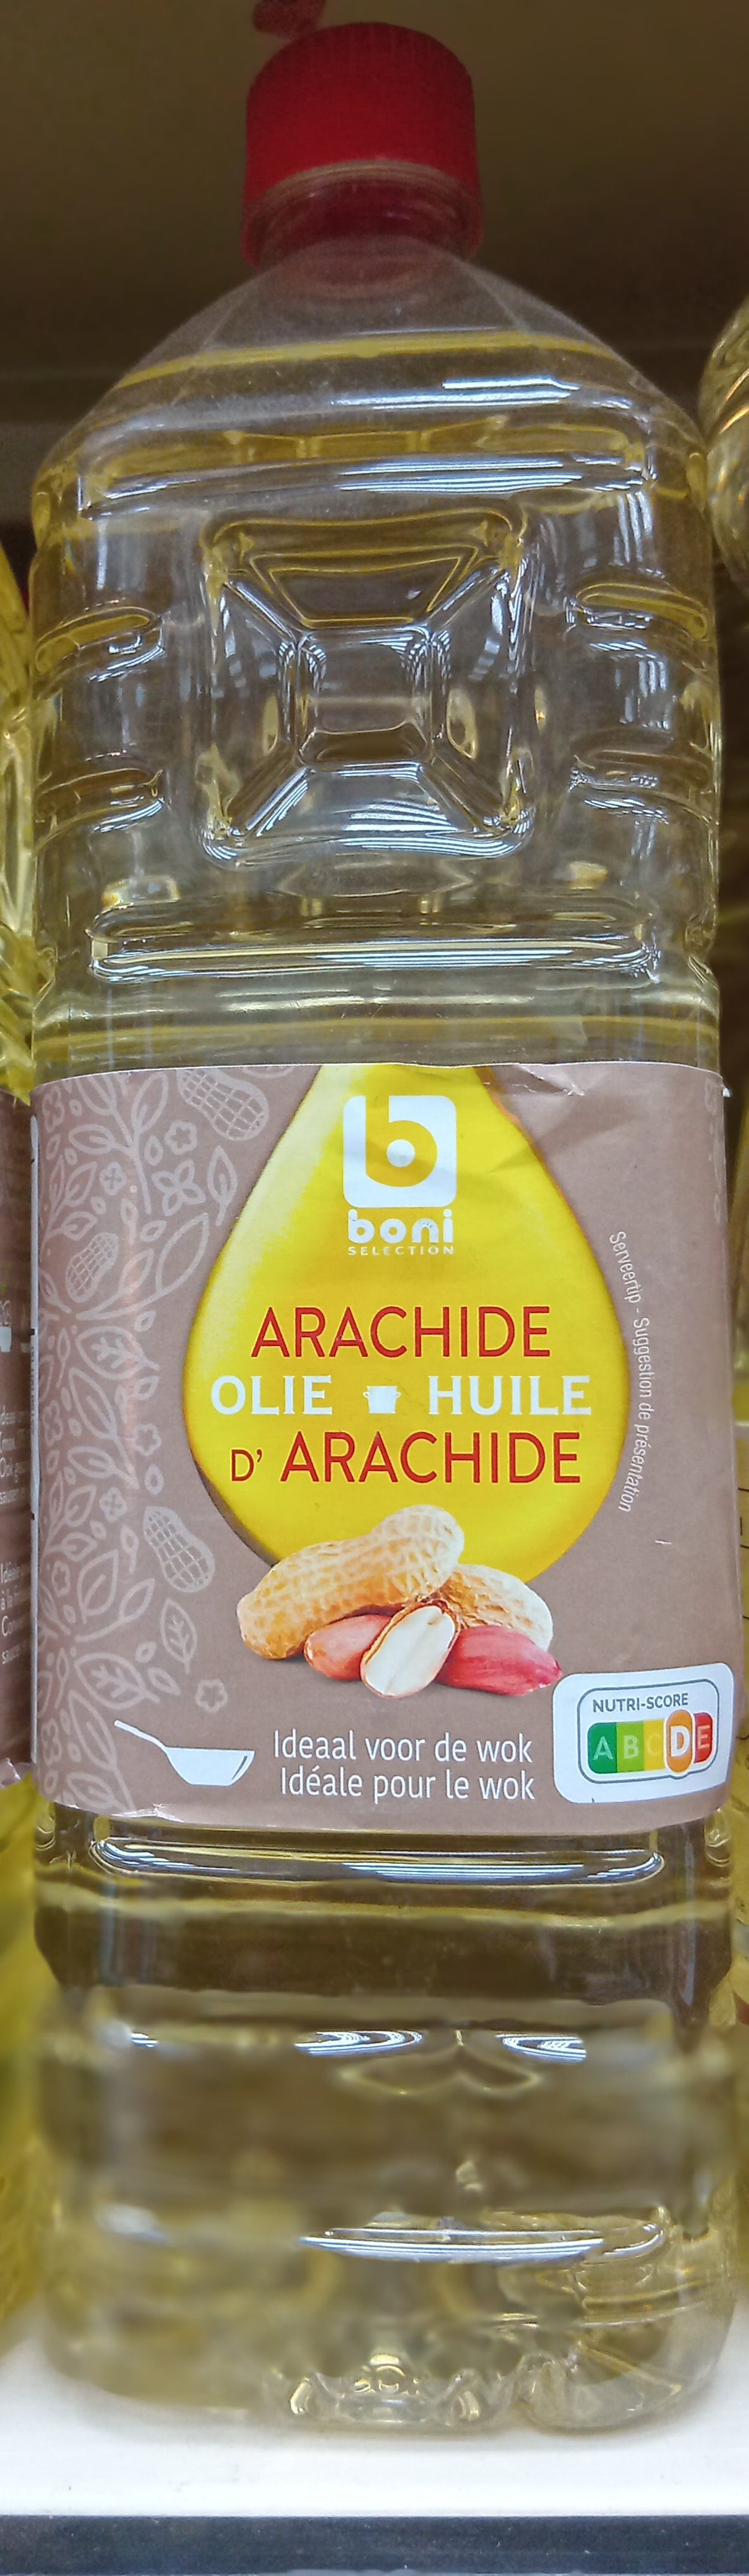 boni
SELECTION
ARACHIDE
OLIE HUILE
D' ARACHIDE
Serveertip - Suggestion de présentation
Ideaal voor de wok
Idéale pour le wok
NUTRI-SCORE
A B C D E